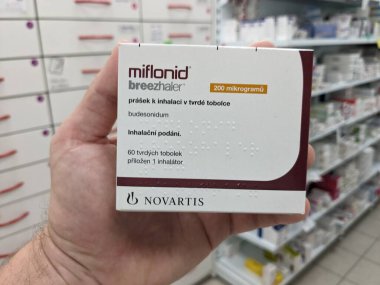 miflonid®
breezhaler®
200 mikrogramů
prášek k inhalaci v tvrdé tobolce
budesonidum
Inhalační podání.
60 tvrdých tobolek
přiložen 1 inhalátor
NOVARTIS